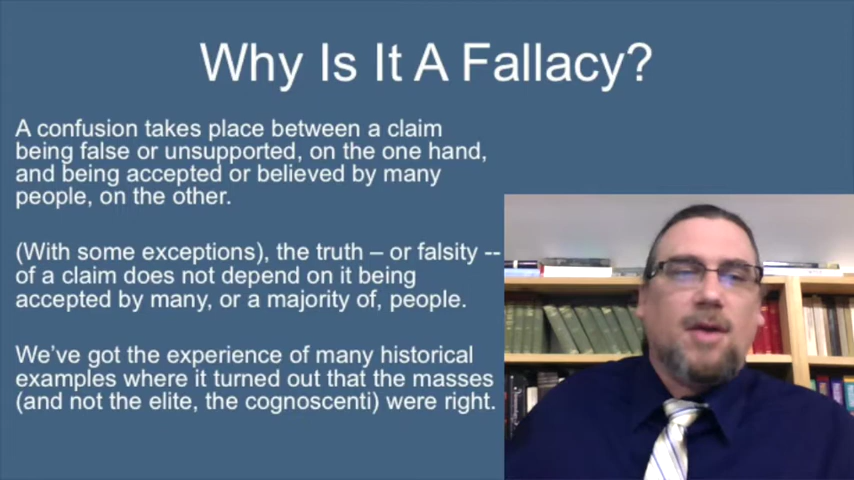 Why Is It A Fallacy?
A confusion takes place between a claim
being false or unsupported, on the one hand,
and being accepted or believed by many
people, on the other.
(With some exceptions), the truth – or falsity --
of a claim does not depend on it being
accepted by many, or a majority of, people.
We've got the experience of many historical
examples where it turned out that the masses
(and not the elite, the cognoscenti) were right.